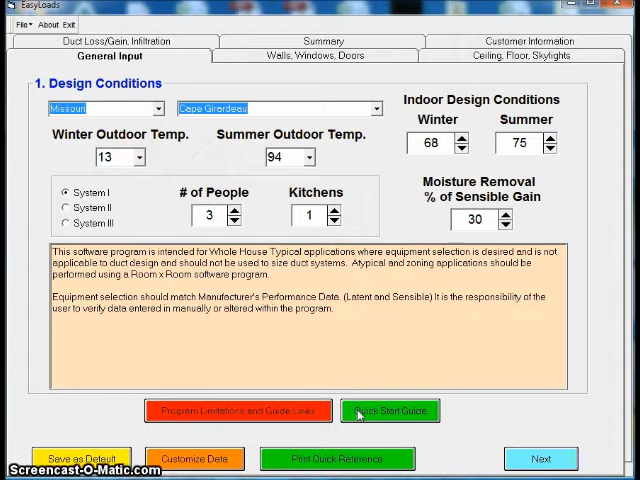 EasyLoads
File About Exit
Duct Loss/Gain, Infiltration Summary Customer Information
General Input Walls, Windows, Doors Ceiling, Floor, Skylights
1. Design Conditions
Missouri Cape Girardeau
Indoor Design Conditions
Winter Summer
68 75
Winter Outdoor Temp. Summer Outdoor Temp.
13 94
System I
System II
System III
# of People Kitchens
3 1
Moisture Removal
% of Sensible Gain
30
This software program is intended for Whole House Typical applications where equipment selection is desired and is not
applicable to duct design and should not be used to size duct systems. Atypical and zoning applications should be
performed using a Room x Room software program.
Equipment selection should match Manufacturer's Performance Data. (Latent and Sensible) It is the responsibility of the
user to verify data entered in manually or altered within the program.
Program Limitations and Guide Lines Quick Start Guide
Save as Default Customize Data Print Quick Reference Next
Screencast-O-Matic.com